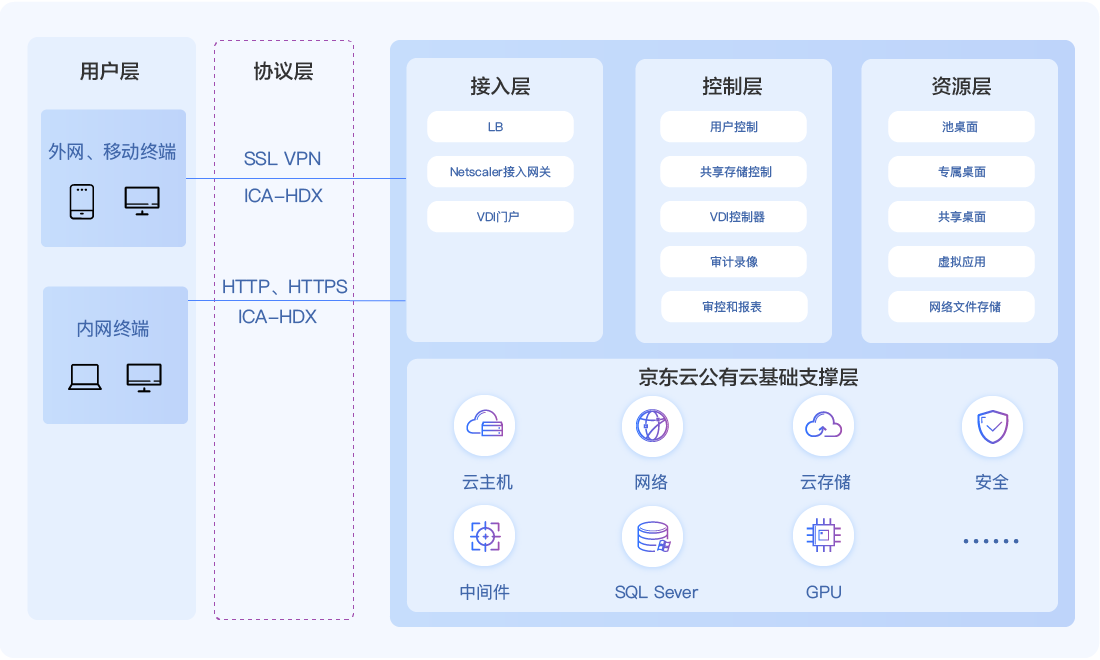 用户层
外网、移动终端
内网终端
协议层
SSL VPN
ICA-HDX
HTTP、HTTPS
ICA-HDX
接入层
LB
Netscaler接入网关
VDI门户
控制层
用户控制
共享存储控制
VDI控制器
审计录像
审控和报表
资源层
池桌面
专属桌面
共享桌面
虚拟应用
网络文件存储
京东云公有云基础支撑层
云主机
网络
云存储
安全
中间件
SQL Sever
GPU
······